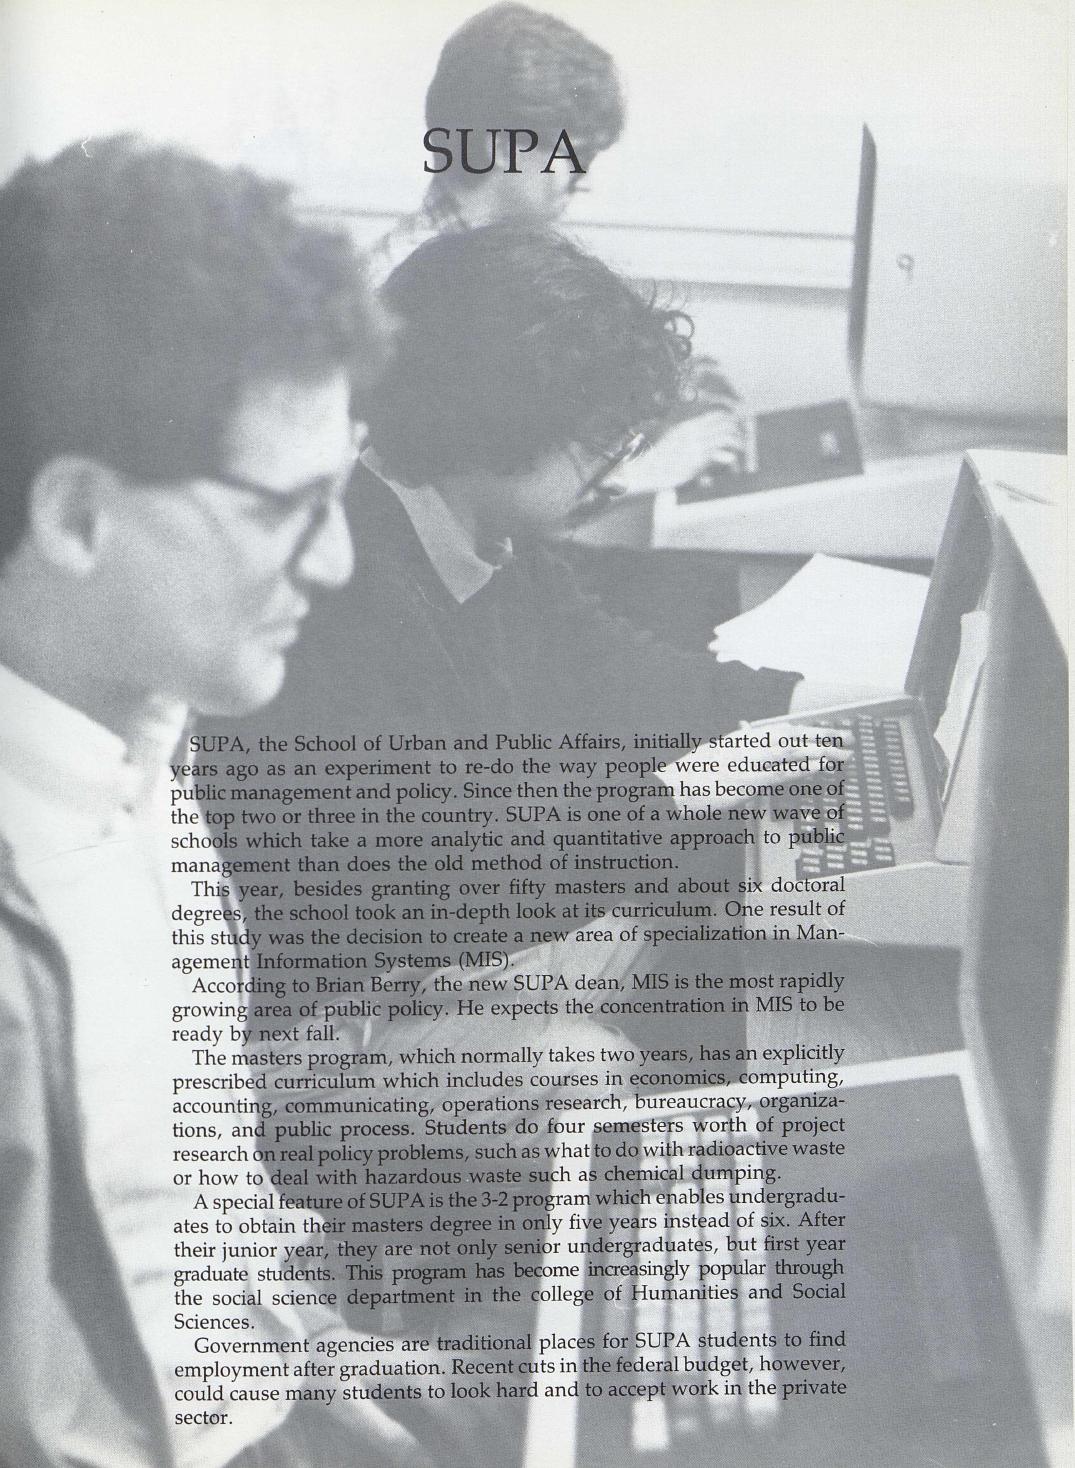 SUPA
SUPA, the School of Urban and Public Affairs, initially started out ten
years ago as an experiment to re-do the way people were educated for
public management and policy. Since then the program has become one of
the top two or three in the country. SUPA is one of a whole new wave of
schools which take a more analytic and quantitative approach to public
management than does the old method of instruction.
This year, besides granting over fifty masters and about six doctoral
degrees, the school took an in-depth look at its curriculum. One result of
this study was the decision to create a new area of specialization in Man-
agement Information Systems (MIS).
According to Brian Berry, the new SUPA dean, MIS is the most rapidly
growing area of public policy. He expects the concentration in MIS to be
ready by next fall.
The masters program, which normally takes two years, has an explicitly
prescribed curriculum which includes courses in economics, computing,
accounting, communicating, operations research, bureaucracy, organiza-
tions, and public process. Students do four semesters worth of project
research on real policy problems, such as what to do with radioactive waste
or how to deal with hazardous waste such as chemical dumping.
A special feature of SUPA is the 3-2 program which enables undergradu-
ates to obtain their masters degree in only five years instead of six. After
their junior year, they are not only senior undergraduates, but first year
graduate students. This program has become increasingly popular through
the social science department in the college of Humanities and Social
Sciences.
Government agencies are traditional places for SUPA students to find
employment after graduation. Recent cuts in the federal budget, however,
could cause many students to look hard and to accept work in the private
sector.